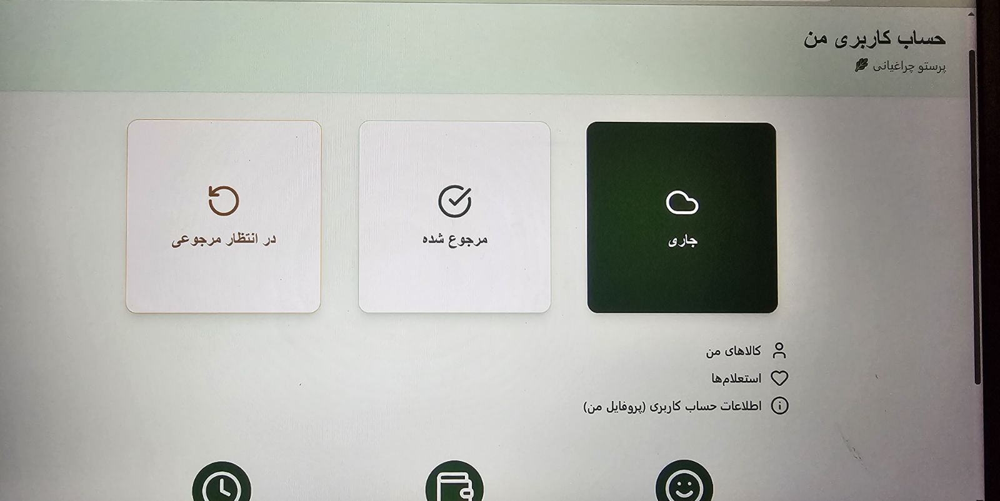 حساب کاربری من
پرستو چراغیانی
جاری
مرجوع شده
در انتظار مرجوعی
کالاهای من
استعلام‌ها
اطلاعات حساب کاربری (پروفایل من)